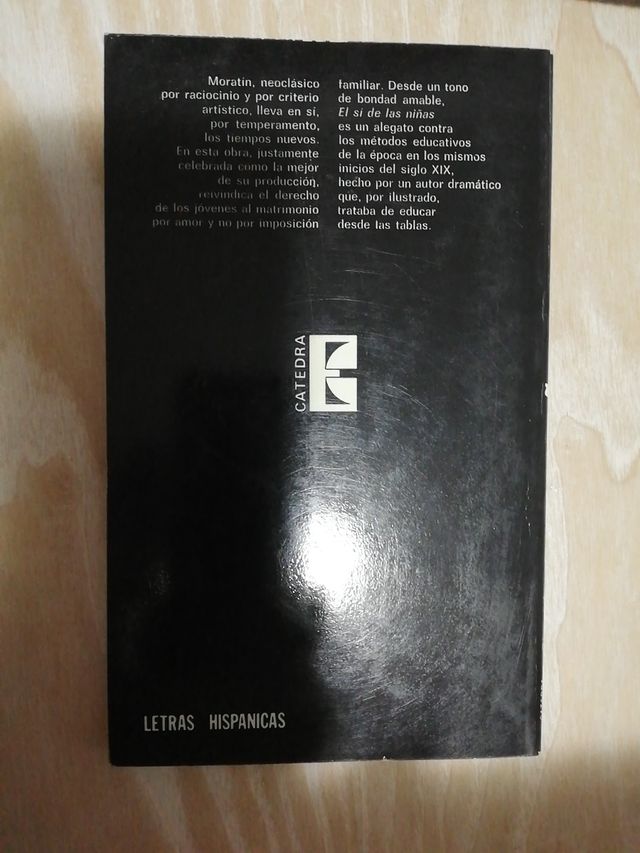 Moratín, neoclásico
por raciocinio y por criterio
artístico, lleva en sí,
por temperamento,
los tiempos nuevos.
En esta obra, justamente
celebrada como la mejor
de su producción,
reivindica el derecho
de los jóvenes al matrimonio
por amor y no por imposición
familiar. Desde un tono
de bondad amable,
El sí de las niñas
es un alegato contra
los métodos educativos
de la época en los mismos
inicios del siglo XIX,
hecho por un autor dramático
que, por ilustrado,
trataba de educar
desde las tablas.
CATEDRA
LETRAS HISPANICAS